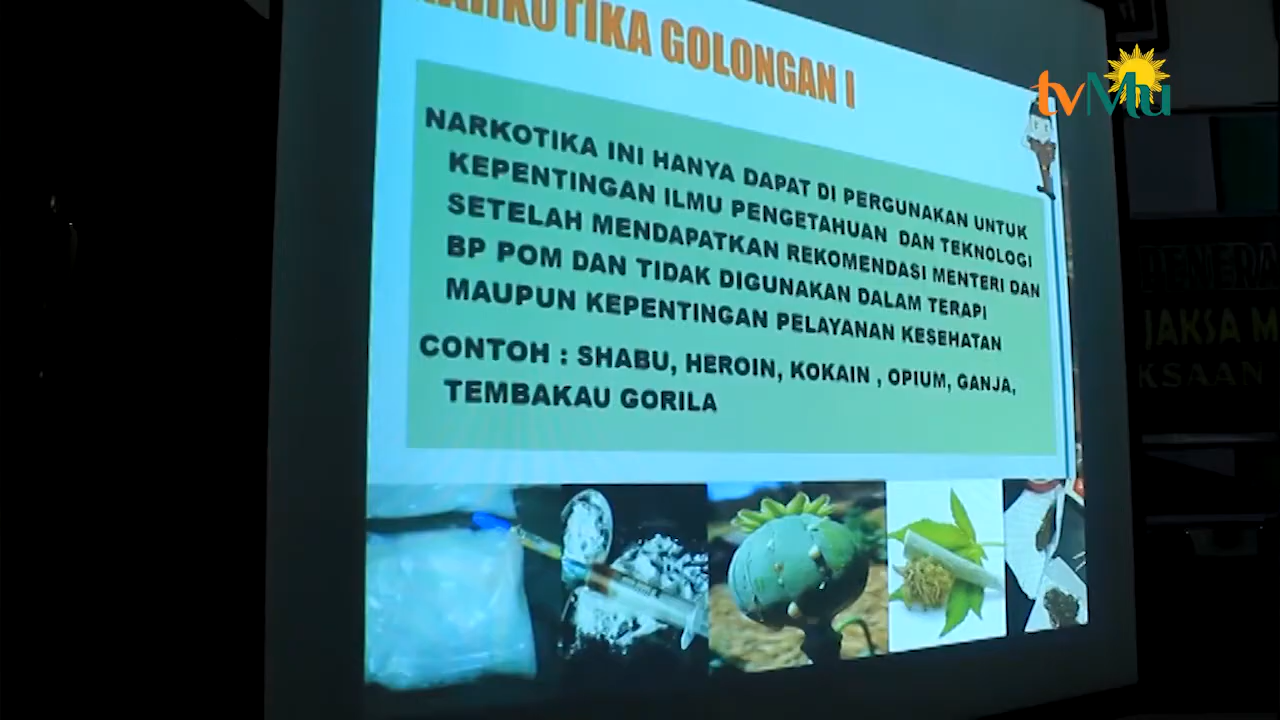 NARKOTIKA GOLONGAN I
tvMu
NARKOTIKA INI HANYA DAPAT DI PERGUNAKAN UNTUK
KEPENTINGAN ILMU PENGETAHUAN DAN TEKNOLOGI
SETELAH MENDAPATKAN REKOMENDASI MENTERI DAN
BP POM DAN TIDAK DIGUNAKAN DALAM TERAPI
MAUPUN KEPENTINGAN PELAYANAN KESEHATAN
CONTOH : SHABU, HEROIN, KOKAIN , OPIUM, GANJA,
TEMBAKAU GORILA
JAKSA M